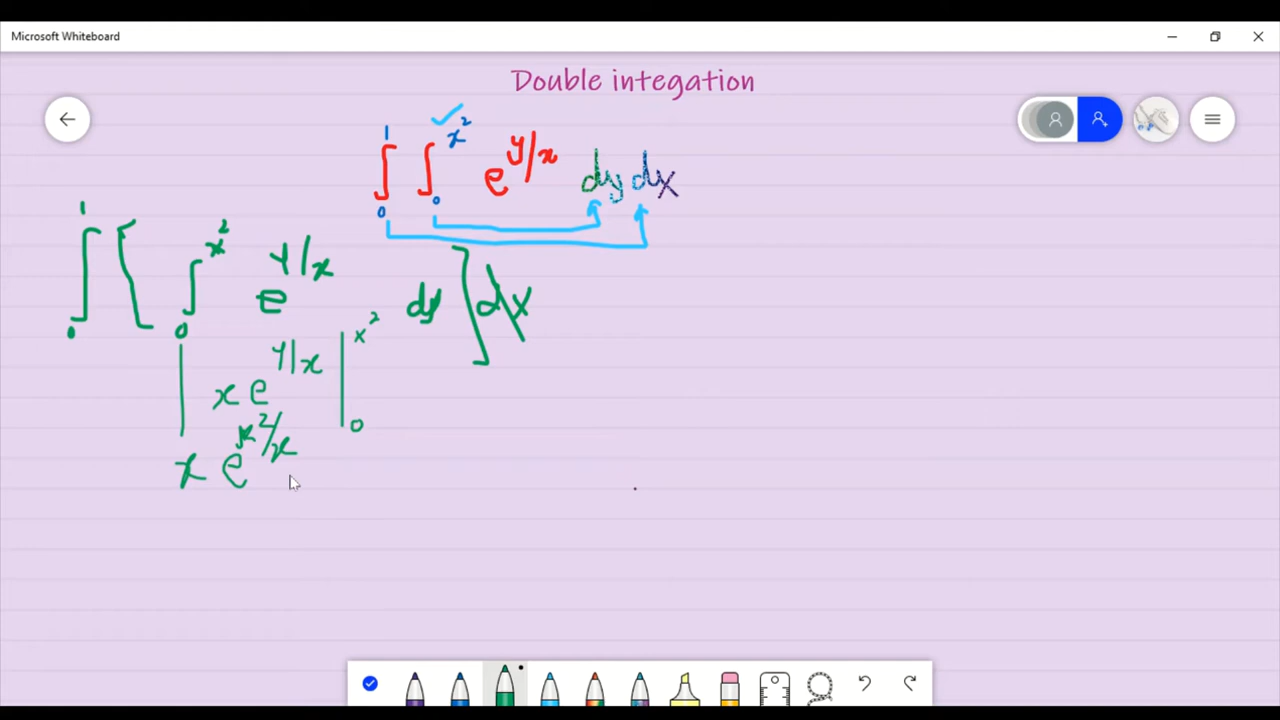 Microsoft Whiteboard
Double integation
∫₀¹ ∫₀^{x²} e^{y/x} dy dx
∫₀¹ [ ∫₀^{x²} e^{y/x} dy ] dx
| x e^{y/x} |₀^{x²}
x e^{x²/x}